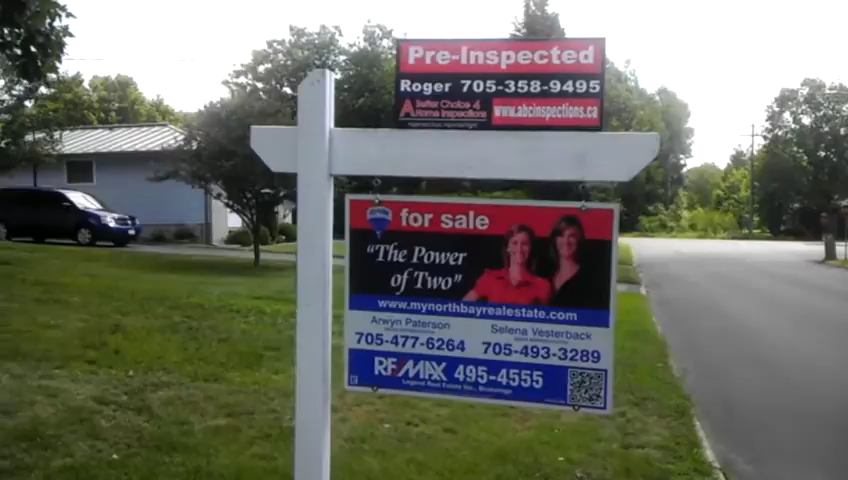 Pre-Inspected
Roger 705-358-9495
A Better Choice 4
Home Inspections
www.abcinspections.ca
for sale
"The Power
of Two"
www.mynorthbayrealestate.com
Arwyn Paterson
Selena Vesterback
705-477-6264
705-493-3289
RE/MAX 495-4555
Legend Real Estate Inc., Brokerage